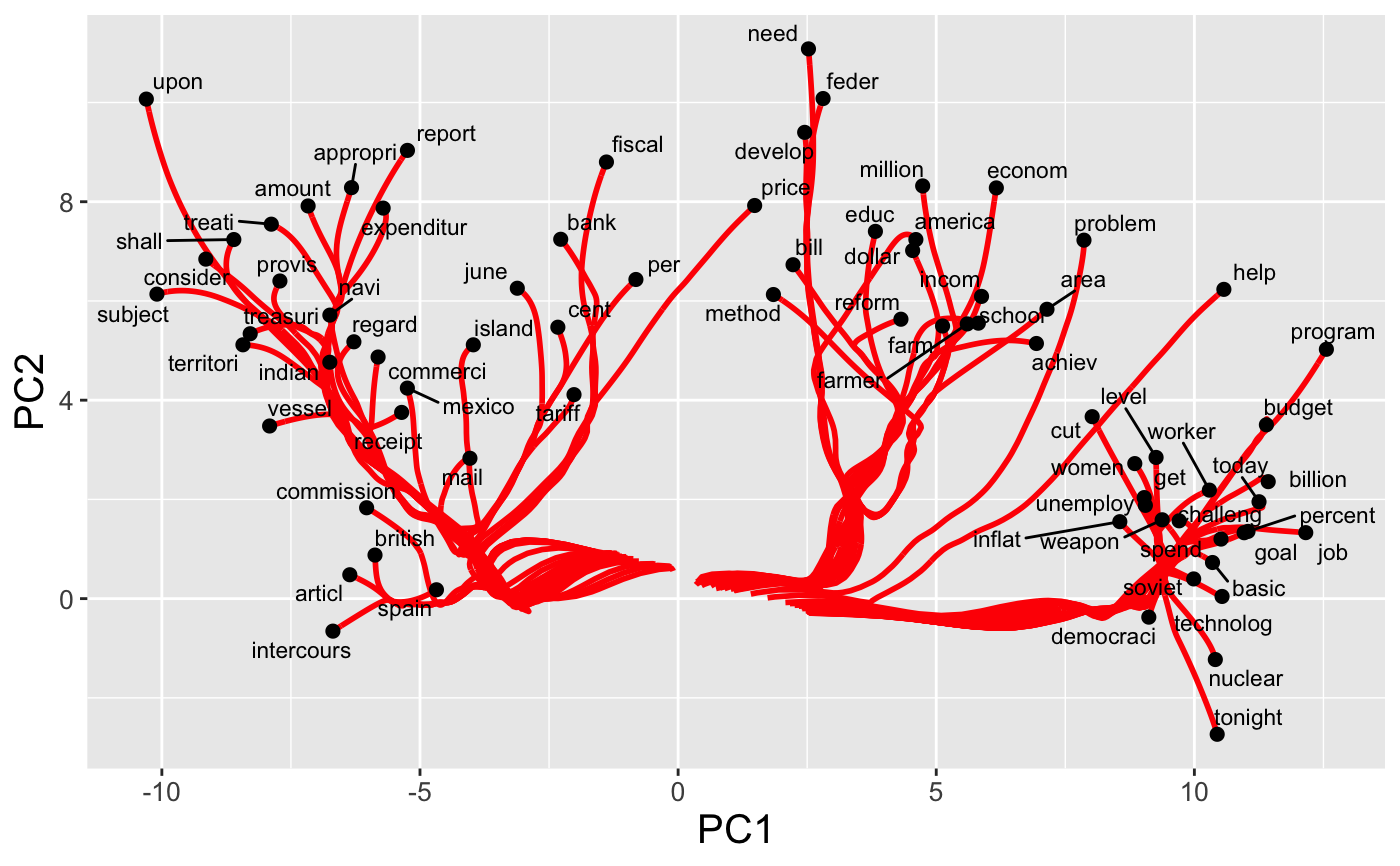 need
upon
feder
report
fiscal
appropri
develop
million
econom
amount
price
8
treati
expenditur
bank
educ
america
problem
shall
bill
dollar
consider
provis
navi
june
per
incom
area
help
subject
treasuri
regard
island
cent
method
reform
school
program
territori
indian
commerci
farm
achiev
farmer
4
vessel
mexico
tariff
level
budget
receipt
cut
worker
mail
women
get
today
billion
commission
unemploy
challeng
percent
british
inflat
weapon
spend
goal
job
0
articl
spain
soviet
basic
intercours
democraci
technolog
nuclear
tonight
-10
-5
0
5
10
PC1
PC2